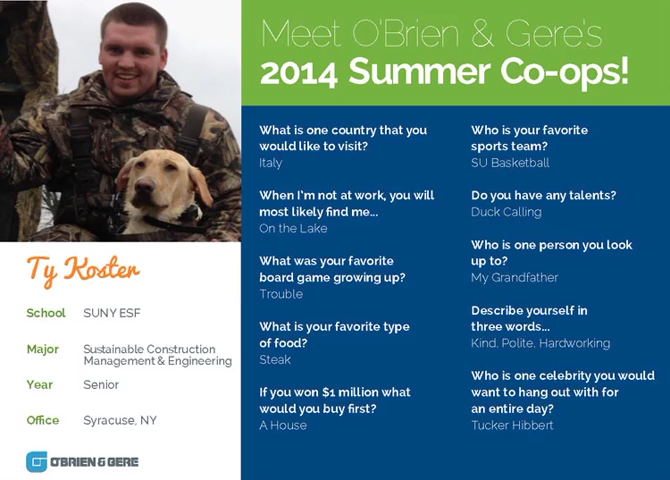 Meet O'Brien & Gere's
2014 Summer Co-ops!
Ty Koster
School SUNY ESF
Major Sustainable Construction
Management & Engineering
Year Senior
Office Syracuse, NY
O'BRIEN & GERE
What is one country that you
would like to visit?
Italy
When I'm not at work, you will
most likely find me...
On the Lake
What was your favorite
board game growing up?
Trouble
What is your favorite type
of food?
Steak
If you won $1 million what
would you buy first?
A House
Who is your favorite
sports team?
SU Basketball
Do you have any talents?
Duck Calling
Who is one person you look
up to?
My Grandfather
Describe yourself in
three words...
Kind, Polite, Hardworking
Who is one celebrity you would
want to hang out with for
an entire day?
Tucker Hibbert